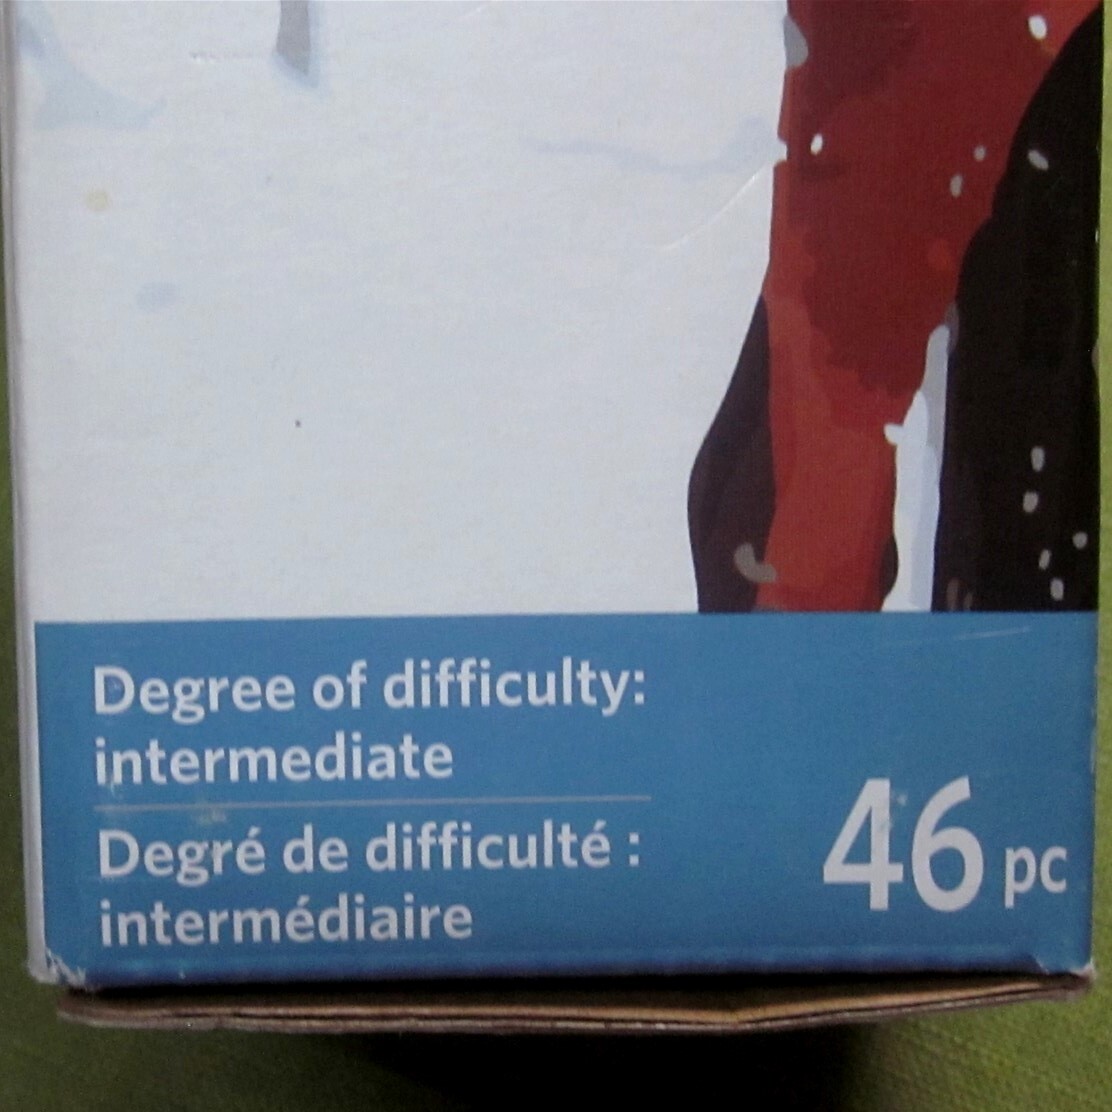 Degree of difficulty:
intermediate
Degré de difficulté :
intermédiaire
46 pc